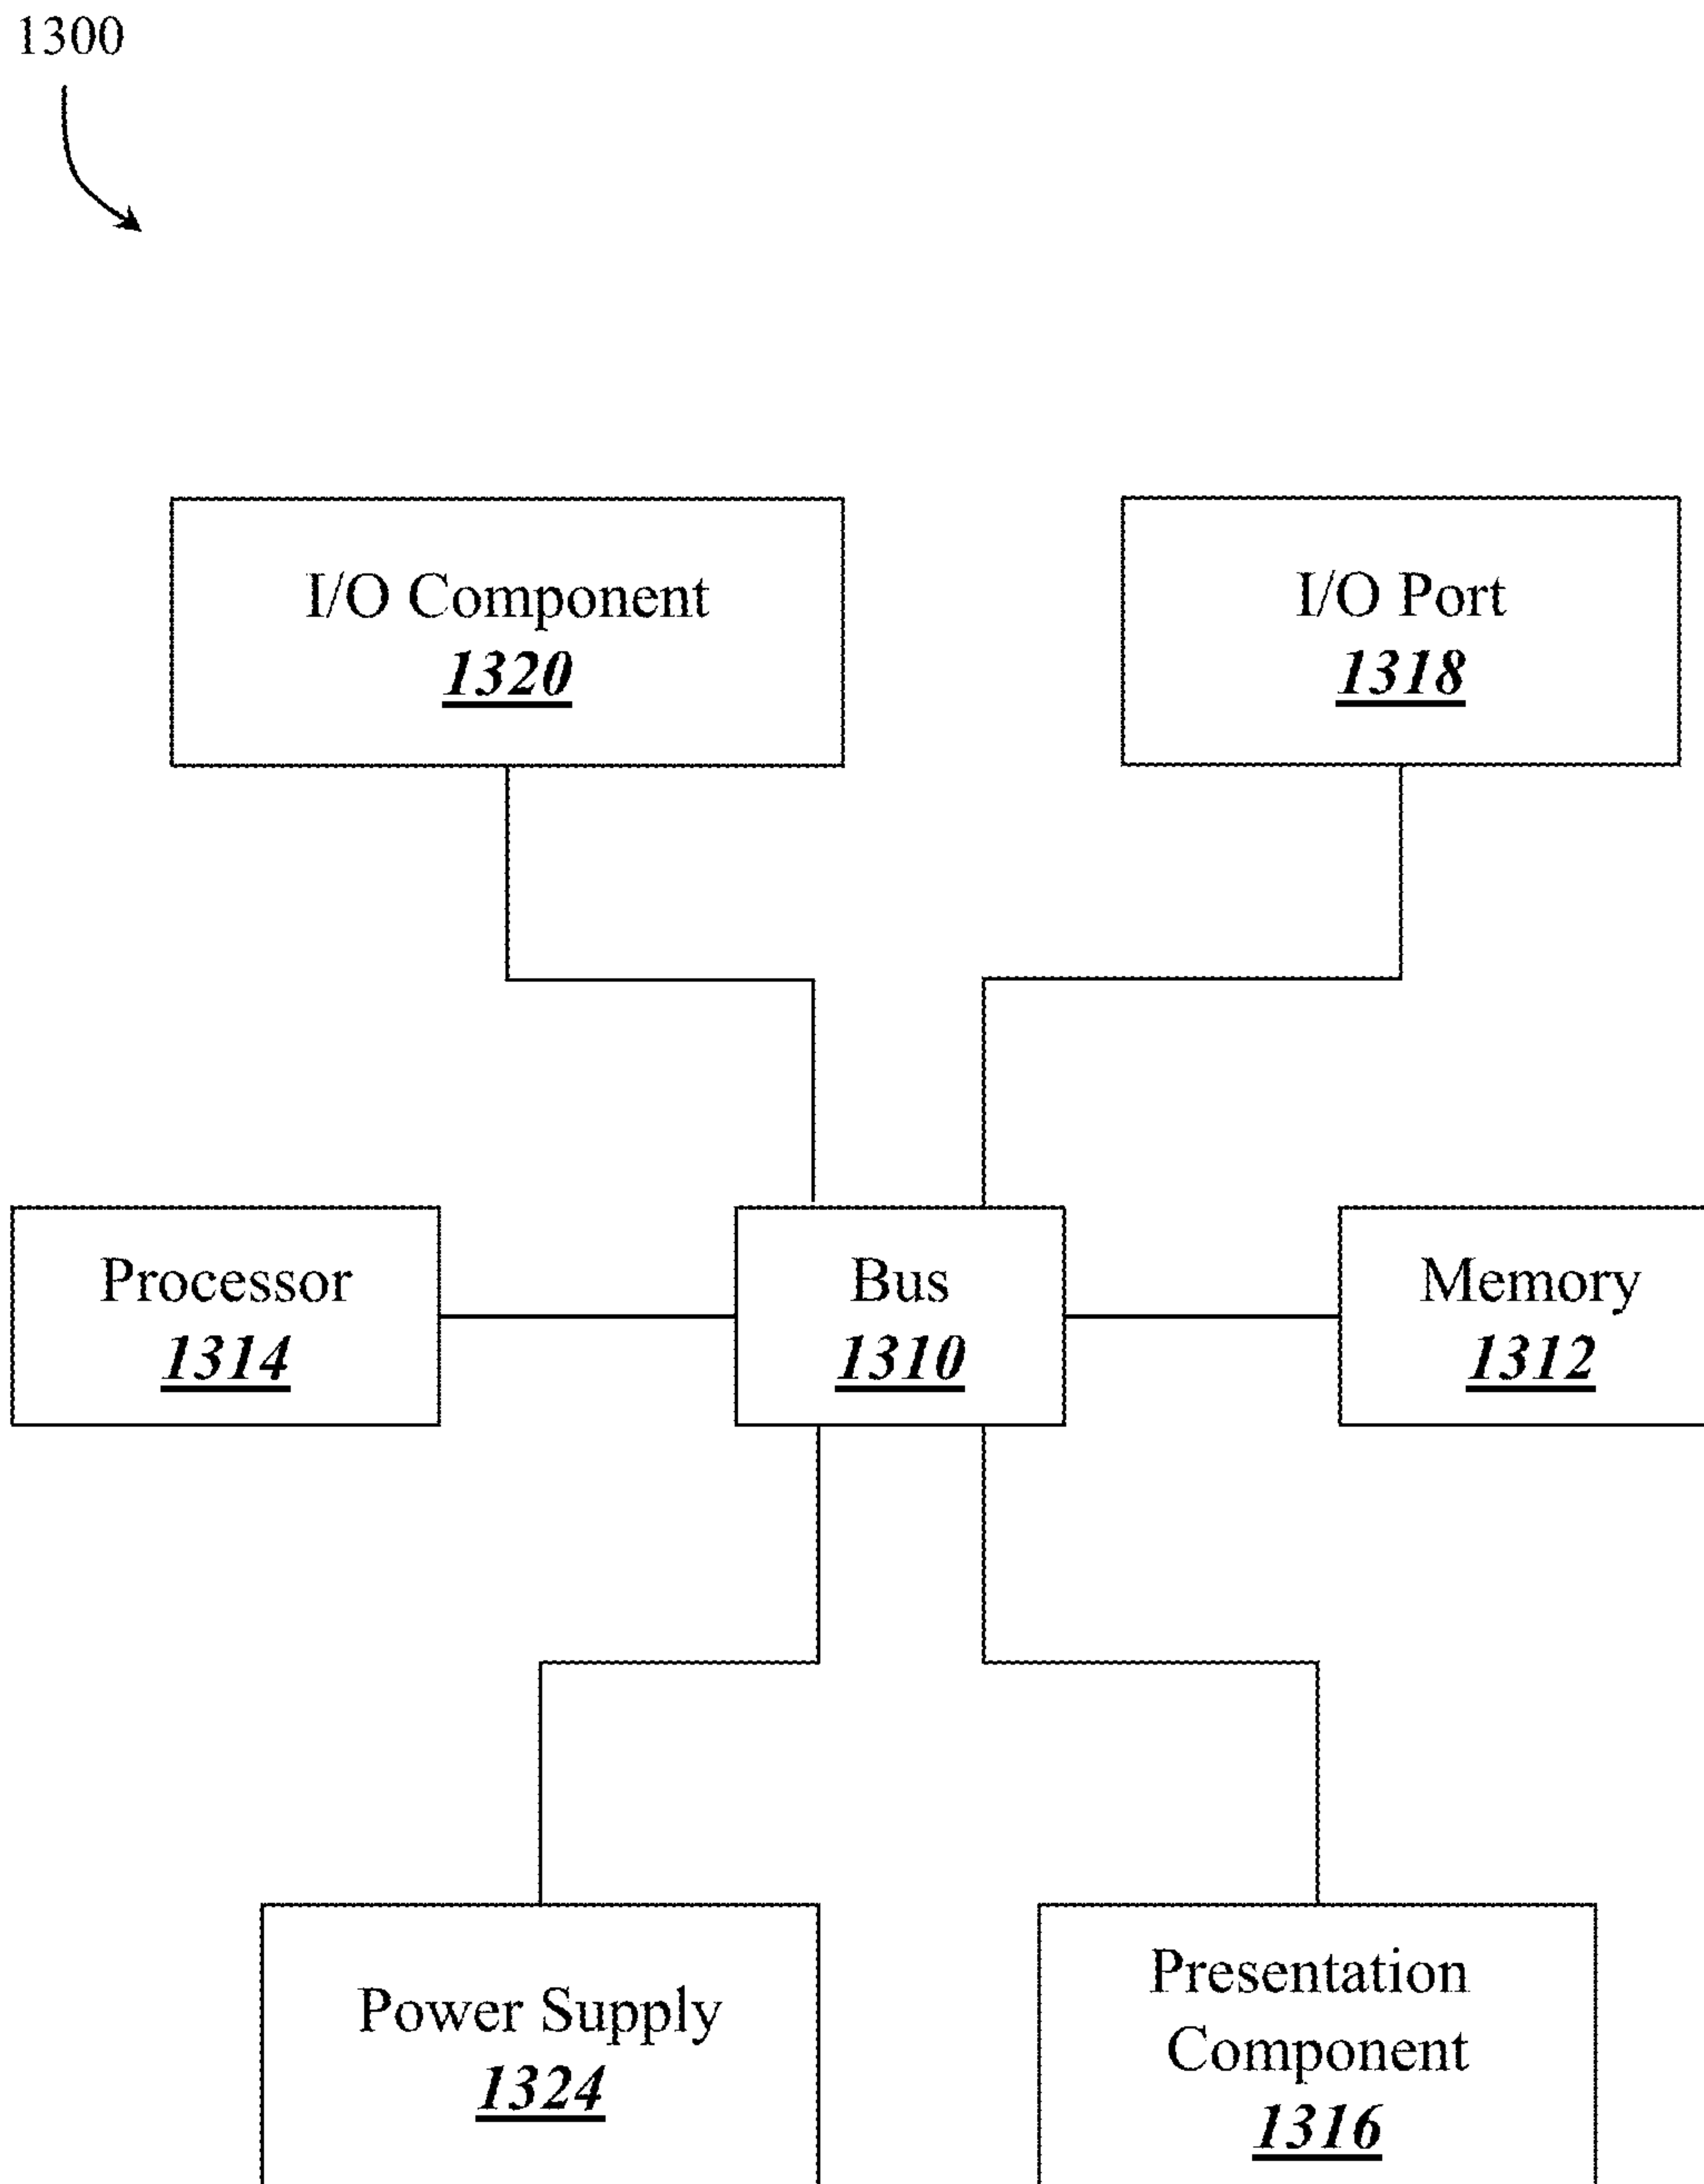 1300
I/O Component
1320
I/O Port
1318
Processor
1314
Bus
1310
Memory
1312
Power Supply
1324
Presentation
Component
1316